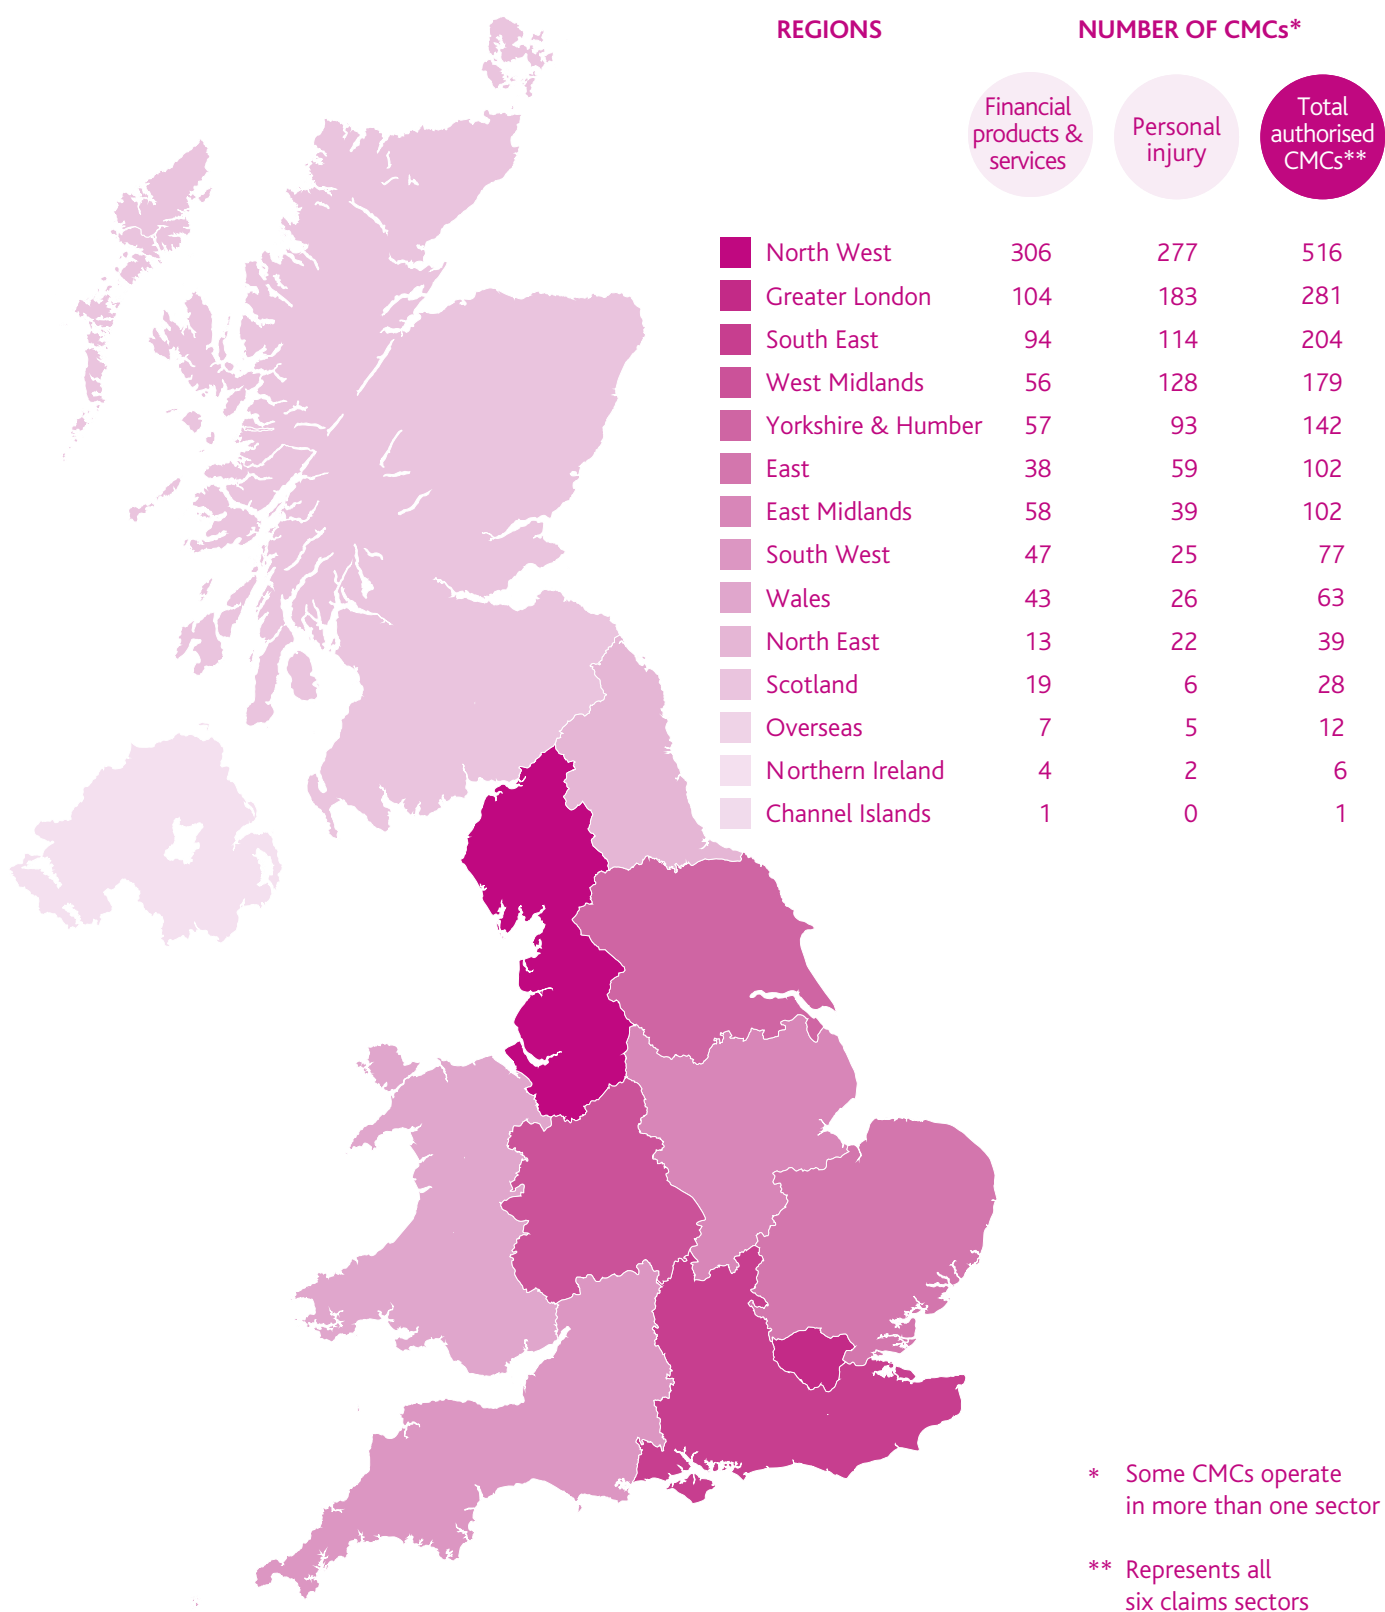 REGIONS NUMBER OF CMCs*
Financial
products &
services
Personal
injury
Total
authorised
CMCs**
North West 306 277 516
Greater London 104 183 281
South East 94 114 204
West Midlands 56 128 179
Yorkshire & Humber 57 93 142
East 38 59 102
East Midlands 58 39 102
South West 47 25 77
Wales 43 26 63
North East 13 22 39
Scotland 19 6 28
Overseas 7 5 12
Northern Ireland 4 2 6
Channel Islands 1 0 1
* Some CMCs operate
in more than one sector
** Represents all
six claims sectors